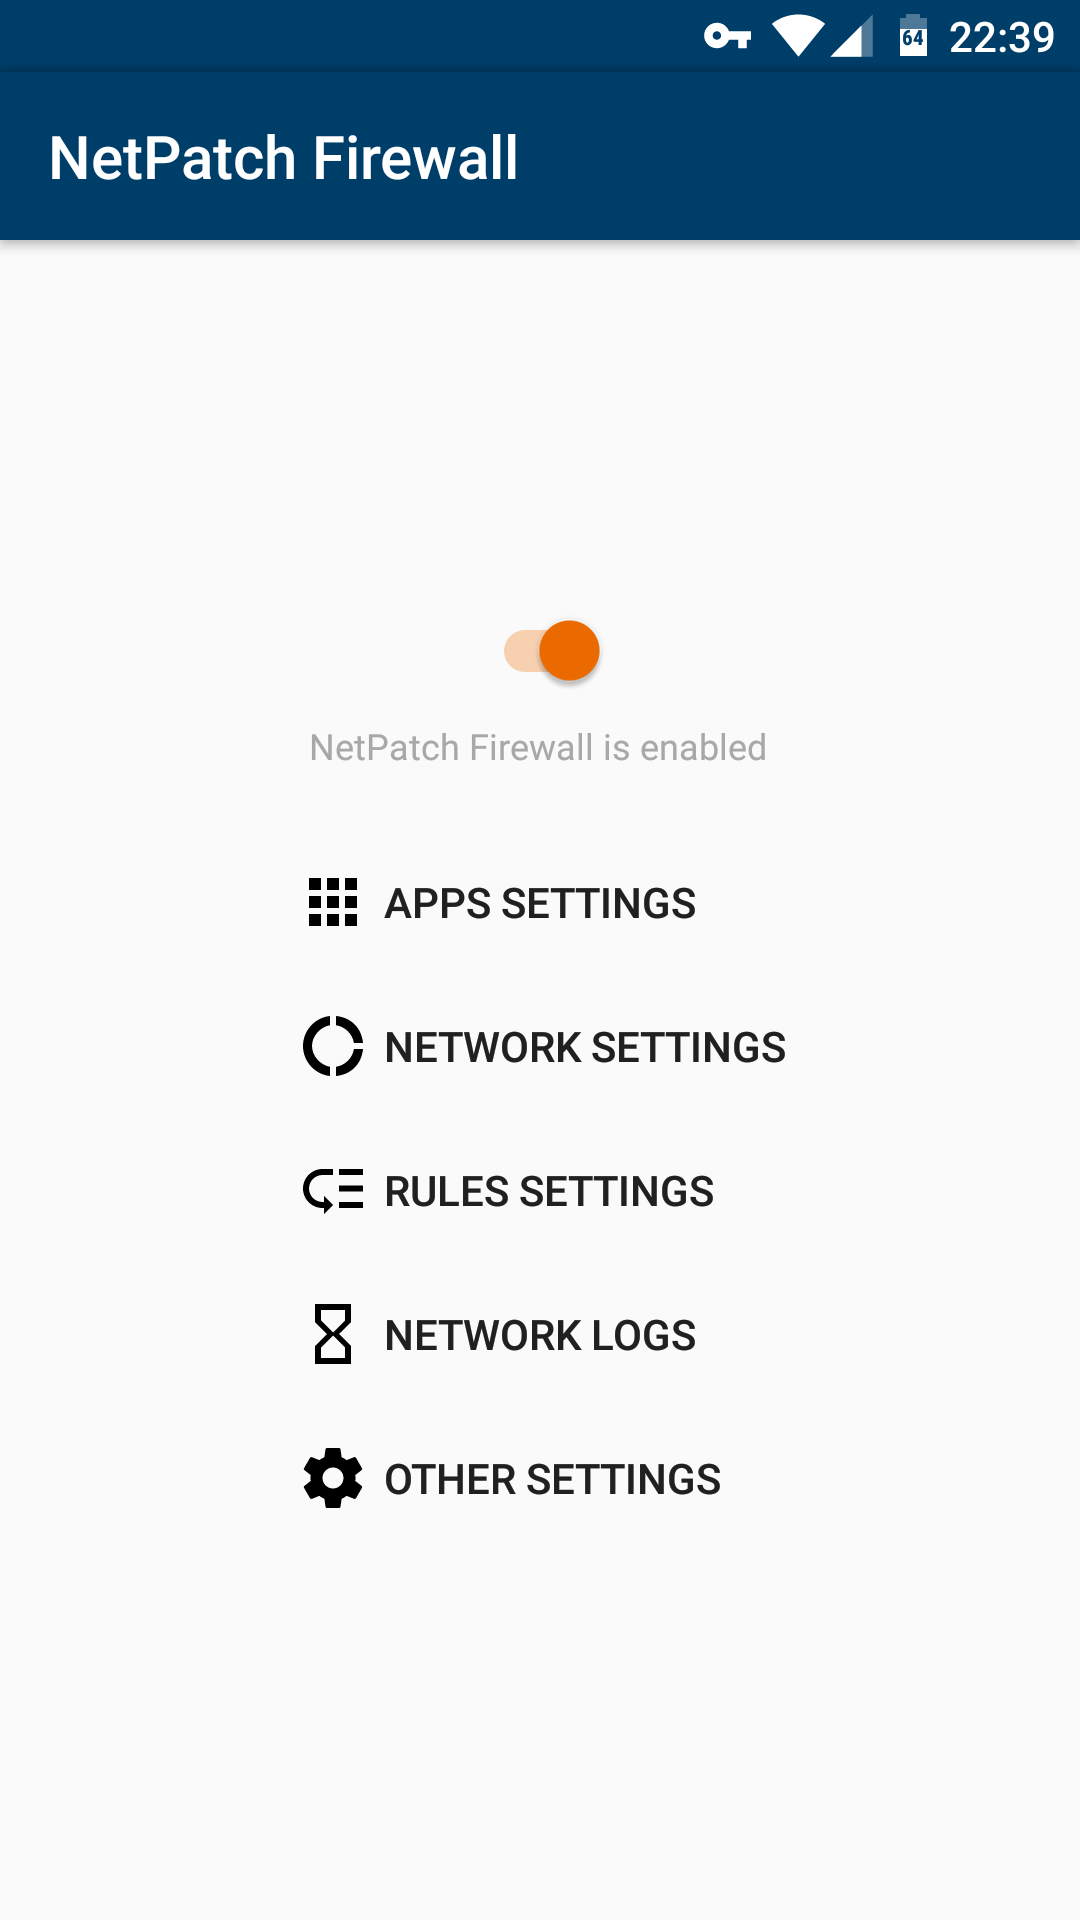 64 22:39
NetPatch Firewall
NetPatch Firewall is enabled
APPS SETTINGS
NETWORK SETTINGS
RULES SETTINGS
NETWORK LOGS
OTHER SETTINGS